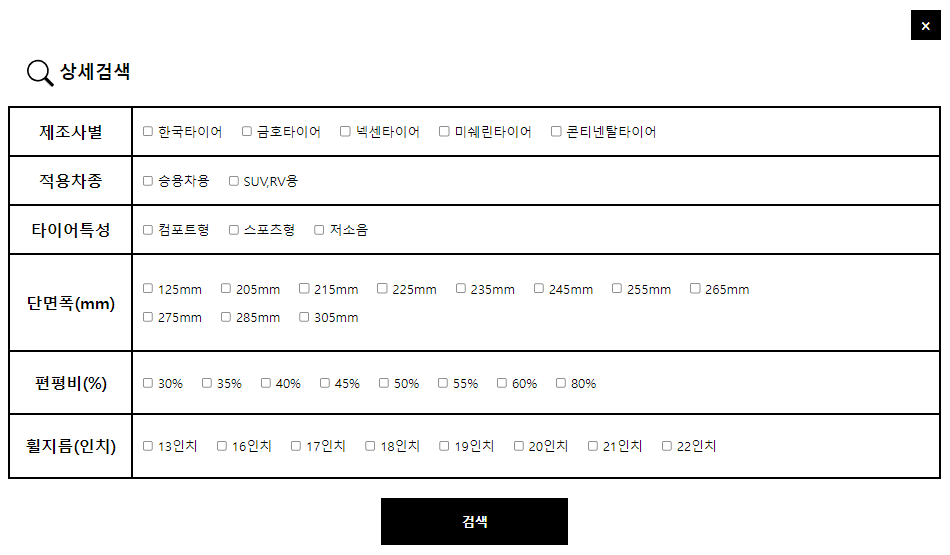 ×
상세검색
제조사별 한국타이어 금호타이어 넥센타이어 미쉐린타이어 콘티넨탈타이어
적용차종 승용차용 SUV,RV용
타이어특성 컴포트형 스포츠형 저소음
단면폭(mm) 125mm 205mm 215mm 225mm 235mm 245mm 255mm 265mm
275mm 285mm 305mm
편평비(%) 30% 35% 40% 45% 50% 55% 60% 80%
휠지름(인치) 13인치 16인치 17인치 18인치 19인치 20인치 21인치 22인치
검색